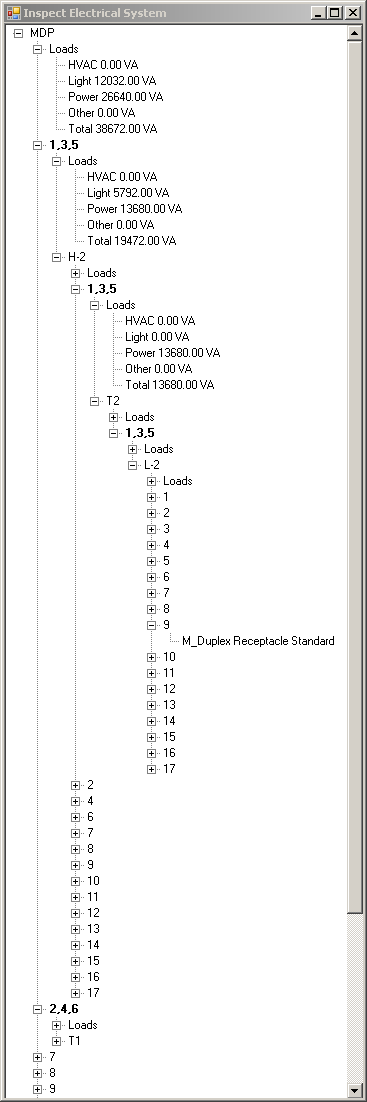 Inspect Electrical System
MDP
Loads
HVAC 0.00 VA
Light 12032.00 VA
Power 26640.00 VA
Other 0.00 VA
Total 38672.00 VA
1,3,5
Loads
HVAC 0.00 VA
Light 5792.00 VA
Power 13680.00 VA
Other 0.00 VA
Total 19472.00 VA
H-2
Loads
1,3,5
Loads
HVAC 0.00 VA
Light 0.00 VA
Power 13680.00 VA
Other 0.00 VA
Total 13680.00 VA
T2
Loads
1,3,5
Loads
L-2
Loads
1
2
3
4
5
6
7
8
9
M_Duplex Receptacle Standard
10
11
12
13
14
15
16
17
2
4
6
7
8
9
10
11
12
13
14
15
16
17
2,4,6
Loads
T1
7
8
9